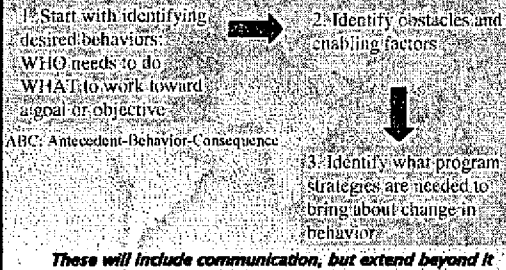 1. Start with identifying
desired behaviors:
WHO needs to do
WHAT to work toward
a goal or objective
ABC: Antecedent-Behavior-Consequence
2. Identify obstacles and
enabling factors
3. Identify what program
strategies are needed to
bring about change in
behavior
These will include communication, but extend beyond it